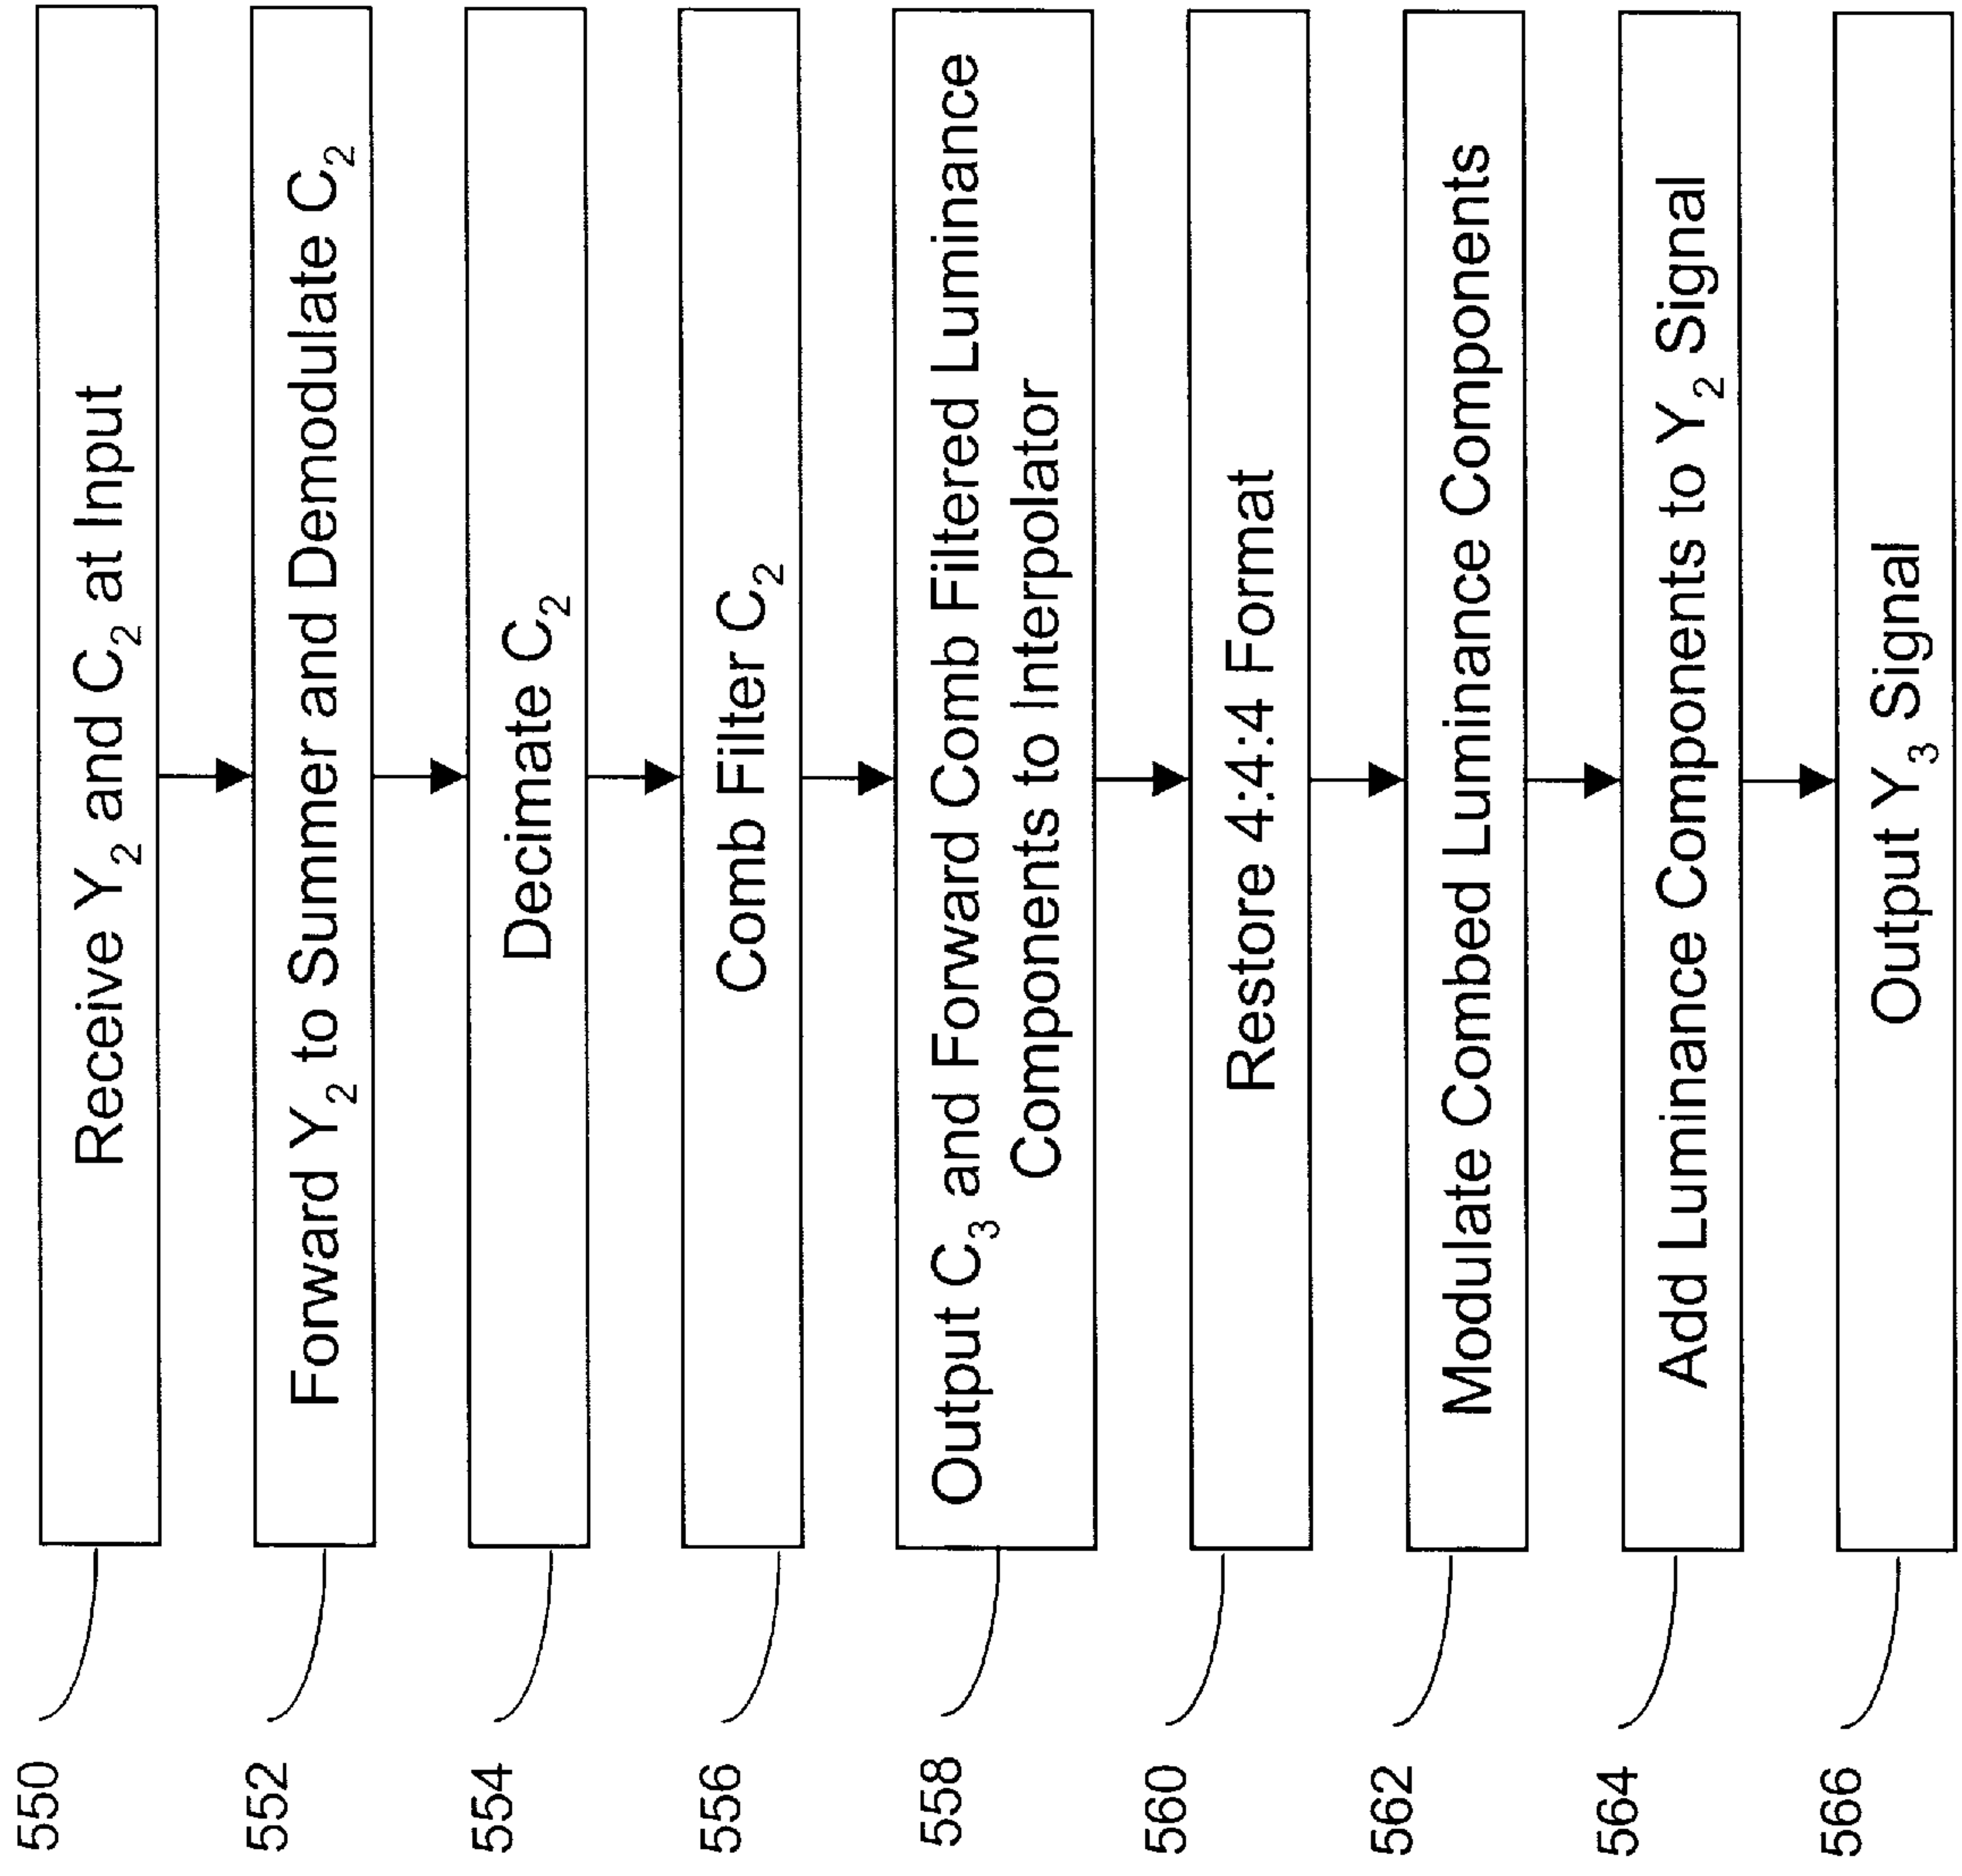 550 Receive Y₂ and C₂ at Input
552 Forward Y₂ to Summer and Demodulate C₂
554 Decimate C₂
556 Comb Filter C₂
558 Output C₃ and Forward Comb Filtered Luminance
Components to Interpolator
560 Restore 4:4:4 Format
562 Modulate Combed Luminance Components
564 Add Luminance Components to Y₂ Signal
566 Output Y₃ Signal